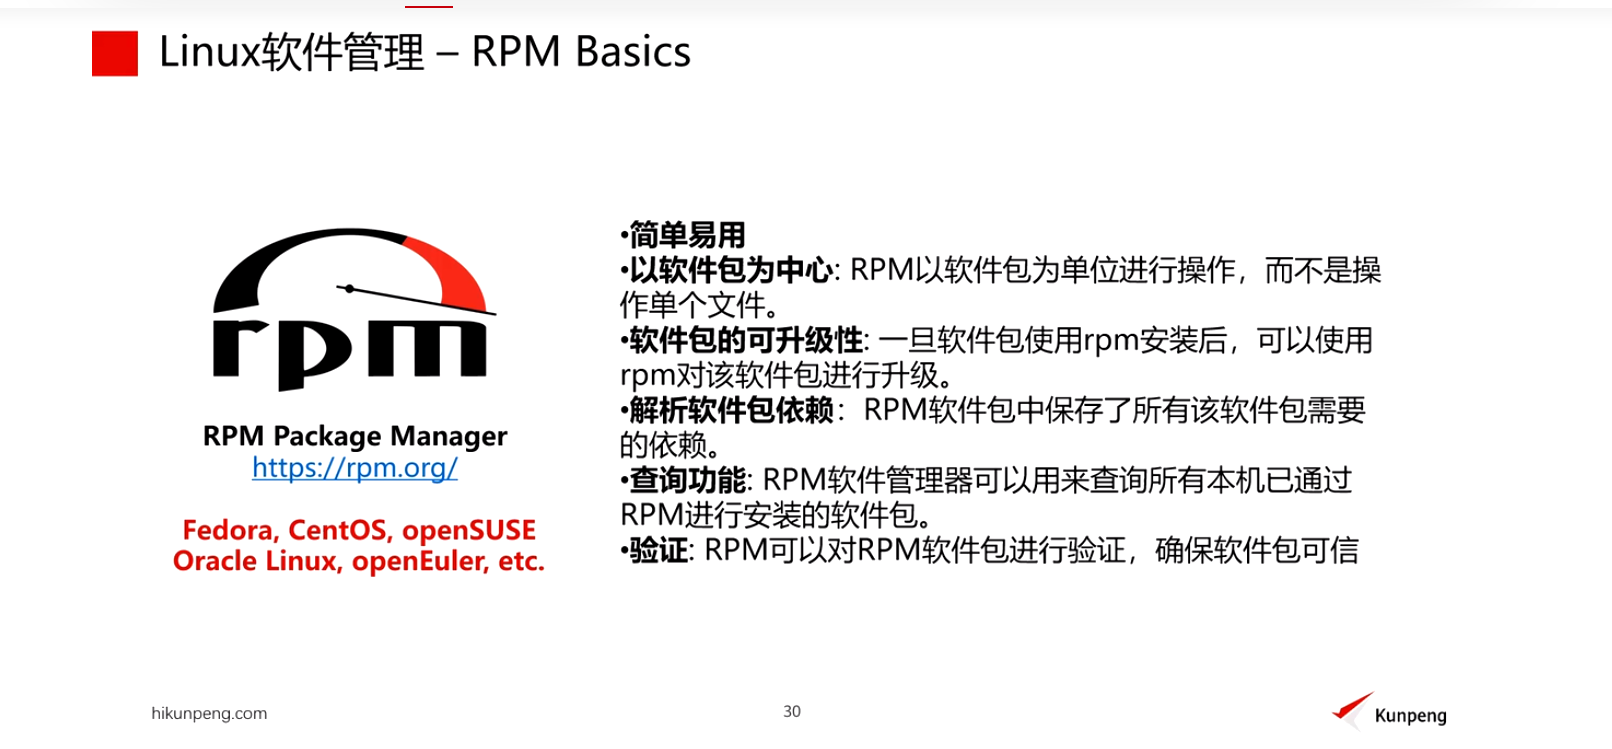 Linux软件管理 – RPM Basics
rpm
RPM Package Manager
https://rpm.org/
Fedora, CentOS, openSUSE
Oracle Linux, openEuler, etc.
•简单易用
•以软件包为中心: RPM以软件包为单位进行操作，而不是操
作单个文件。
•软件包的可升级性: 一旦软件包使用rpm安装后，可以使用
rpm对该软件包进行升级。
•解析软件包依赖：RPM软件包中保存了所有该软件包需要
的依赖。
•查询功能: RPM软件管理器可以用来查询所有本机已通过
RPM进行安装的软件包。
•验证: RPM可以对RPM软件包进行验证，确保软件包可信
hikunpeng.com
30
Kunpeng